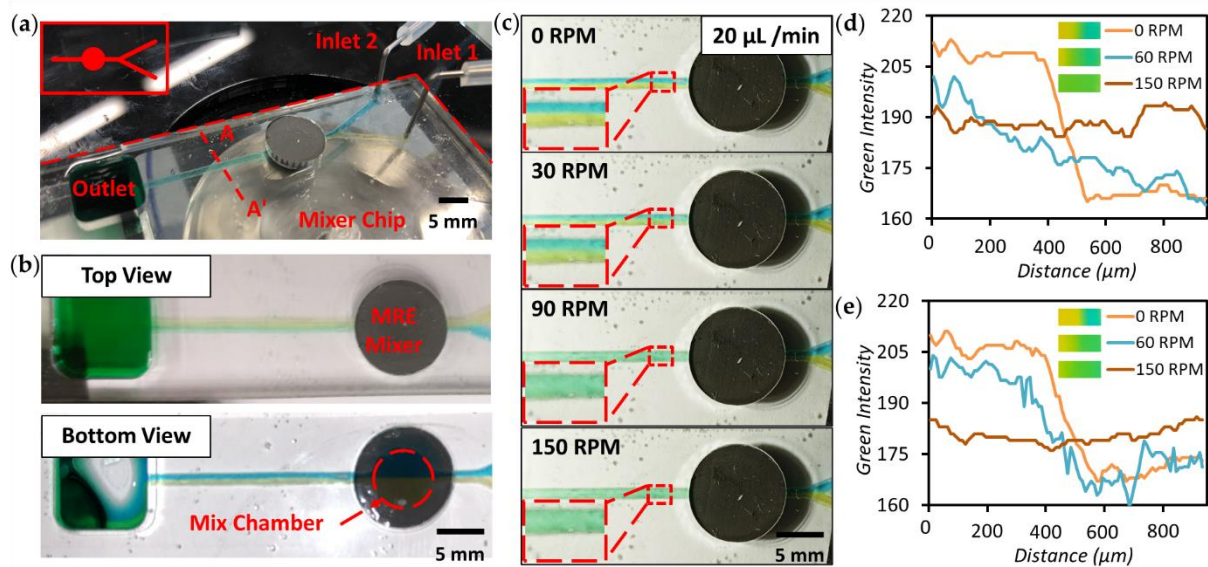 (a)
Inlet 2
Inlet 1
A
Outlet
A'
Mixer Chip
5 mm
(b)
Top View
MRE
Mixer
Bottom View
Mix Chamber
5 mm
(c)
0 RPM
20 μL /min
30 RPM
90 RPM
150 RPM
5 mm
(d)
220
205
190
175
160
Green Intensity
0 RPM
60 RPM
150 RPM
0
200
400
600
800
Distance (μm)
(e)
220
205
190
175
160
Green Intensity
0 RPM
60 RPM
150 RPM
0
200
400
600
800
Distance (μm)